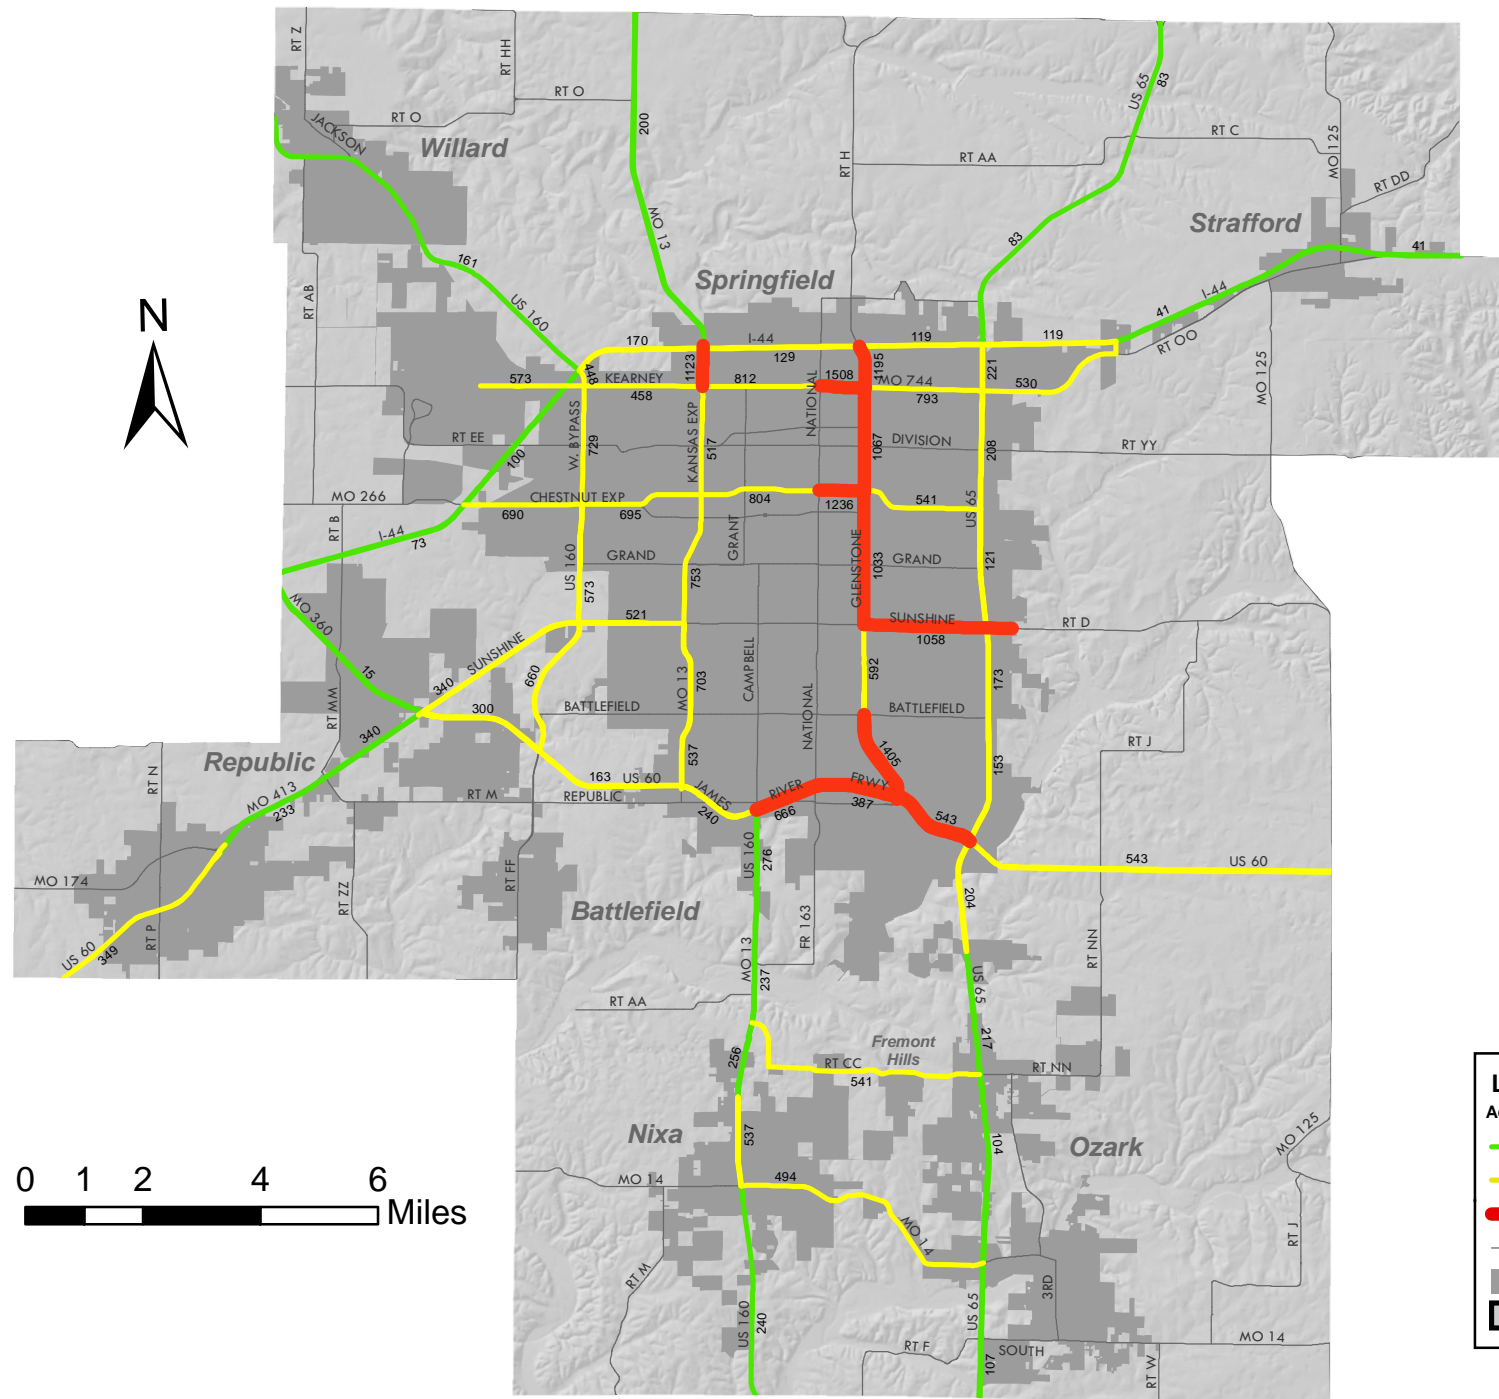 RT Z
RT HH
RT O
RT O
JACKSON
Willard
200
MO 13
RT H
RT AA
US 65
83
RT C
MO 125
RT DD
Strafford
41
83
I-44
41
RT OO
MO 125
161
US 160
RT AB
N
Springfield
170
I-44
129
119
119
1123
1195
221
573
448
KEARNEY
458
812
1508
MO 744
793
530
NATIONAL
W. BYPASS
729
KANSAS EXP
517
RT EE
100
1067
DIVISION
208
RT YY
MO 266
CHESTNUT EXP
690
695
804
1236
541
US 65
RT B
I-44
73
GRANT
US 160
GRAND
753
GLENSTONE
1033
GRAND
121
573
MO 360
521
SUNSHINE
1058
RT D
SUNSHINE
660
15
340
340
300
RT MM
MO 13
703
CAMPBELL
592
173
BATTLEFIELD
NATIONAL
BATTLEFIELD
RT J
Republic
537
1405
153
RT N
MO 413
233
RT M
163
US 60
REPUBLIC
JAMES
240
RIVER
666
FRWY
387
543
543
US 60
MO 174
RT ZZ
RT FF
US 160
276
204
Battlefield
RT P
US 60
349
FR 163
RT NN
MO 13
237
US 65
RT AA
217
256
Fremont
Hills
RT CC
541
RT NN
Nixa
537
104
Ozark
MO 125
0 1 2 4 6
Miles
MO 14
494
MO 14
RT J
RT M
3RD
US 160
240
US 65
RT F
SOUTH
107
RT W
MO 14